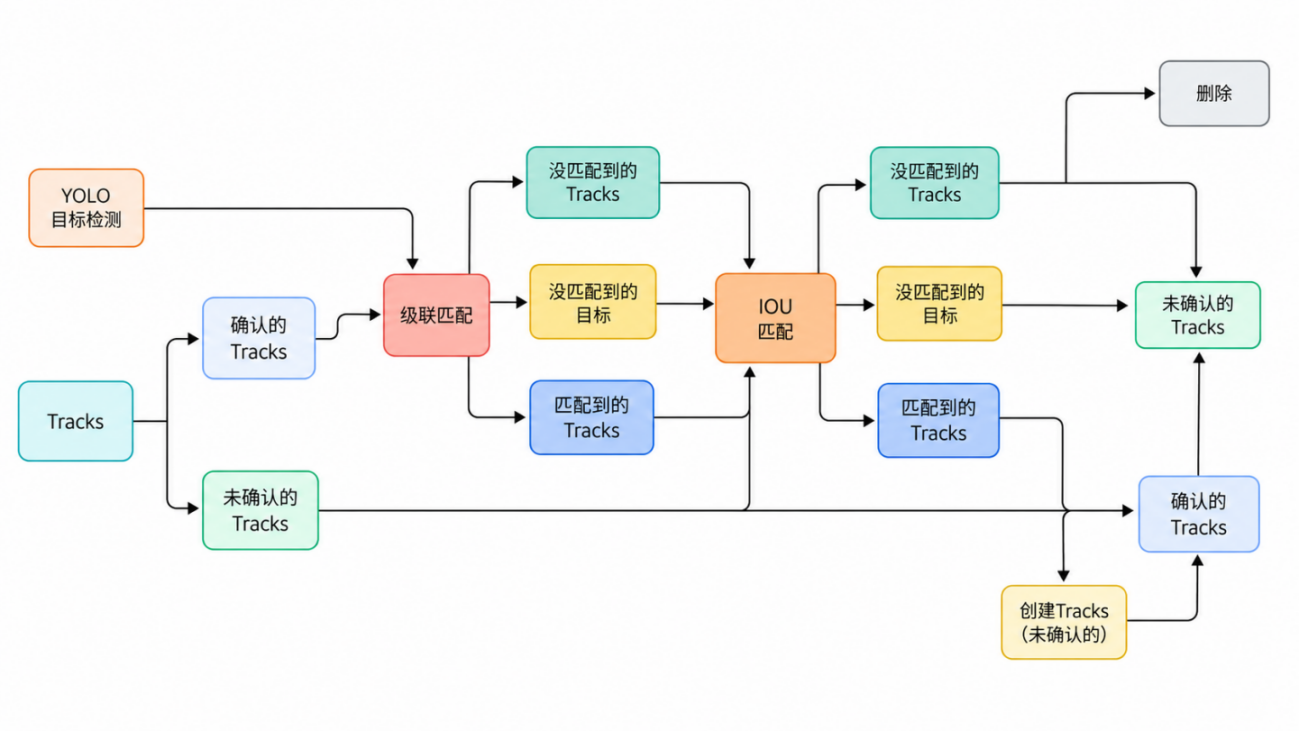 删除
没匹配到的
Tracks
没匹配到的
Tracks
YOLO
目标检测
没匹配到的
目标
没匹配到的
目标
未确认的
Tracks
确认的
Tracks
级联匹配
IOU
匹配
Tracks
匹配到的
Tracks
匹配到的
Tracks
未确认的
Tracks
确认的
Tracks
创建Tracks
（未确认的）